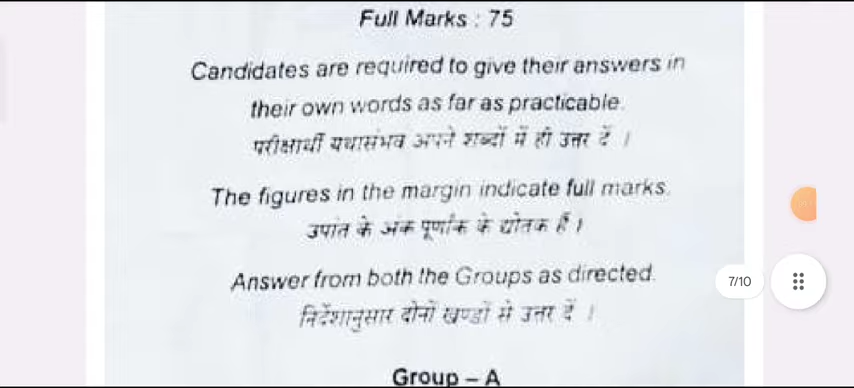 Full Marks : 75
Candidates are required to give their answers in
their own words as far as practicable.
परीक्षार्थी यथासंभव अपने शब्दों में ही उत्तर दें ।
The figures in the margin indicate full marks.
उपांत के अंक पूर्णांक के द्योतक हैं ।
Answer from both the Groups as directed.
7/10
निर्देशानुसार दोनों खण्डों से उत्तर दें ।
Group – A